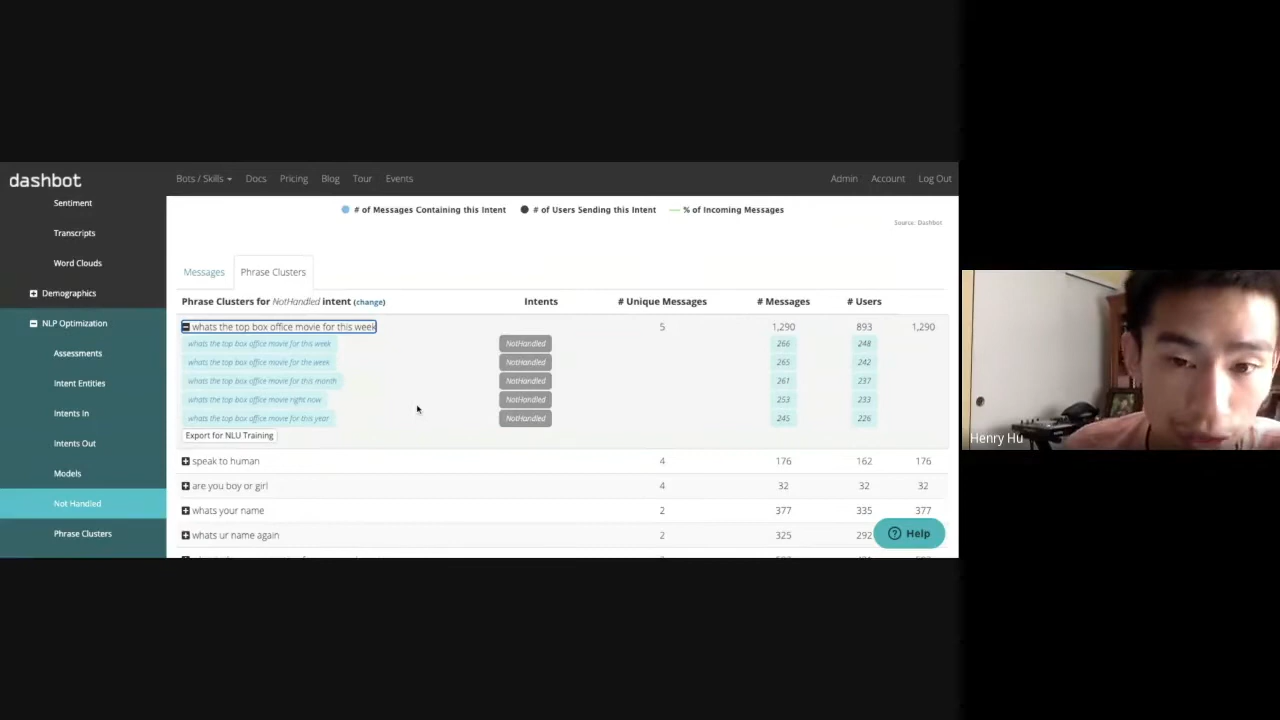 dashbot
Bots / Skills Docs Pricing Blog Tour Events Admin Account Log Out
Sentiment
Transcripts
Word Clouds
Demographics
NLP Optimization
Assessments
Intent Entities
Intents In
Intents Out
Models
Not Handled
Phrase Clusters
# of Messages Containing this Intent # of Users Sending this Intent % of Incoming Messages
Source: Dashbot
Messages Phrase Clusters
Phrase Clusters for NotHandled intent (change) Intents # Unique Messages # Messages # Users
whats the top box office movie for this week 5 1,290 893 1,290
whats the top box office movie for this week NotHandled 266 248
whats the top box office movie for the week NotHandled 265 242
whats the top box office movie for this month NotHandled 261 237
whats the top box office movie right now NotHandled 253 233
whats the top box office movie for this year NotHandled 245 226
Export for NLU Training
speak to human 4 176 162 176
are you boy or girl 4 32 32 32
whats your name 2 377 335 377
whats ur name again 2 325 292
Help
Henry Hu